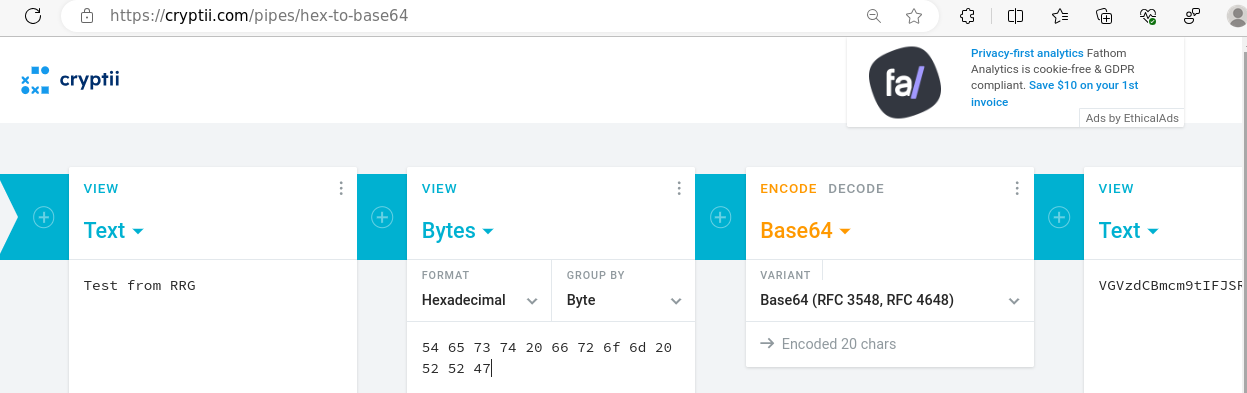 https://cryptii.com/pipes/hex-to-base64
cryptii
fa/
Privacy-first analytics Fathom
Analytics is cookie-free & GDPR
compliant. Save $10 on your 1st
invoice
Ads by EthicalAds
VIEW
Text
Test from RRG
VIEW
Bytes
FORMAT
Hexadecimal
GROUP BY
Byte
54 65 73 74 20 66 72 6f 6d 20
52 52 47
ENCODE DECODE
Base64
VARIANT
Base64 (RFC 3548, RFC 4648)
→ Encoded 20 chars
VIEW
Text
VGVzdCBmcm9tIFJSR